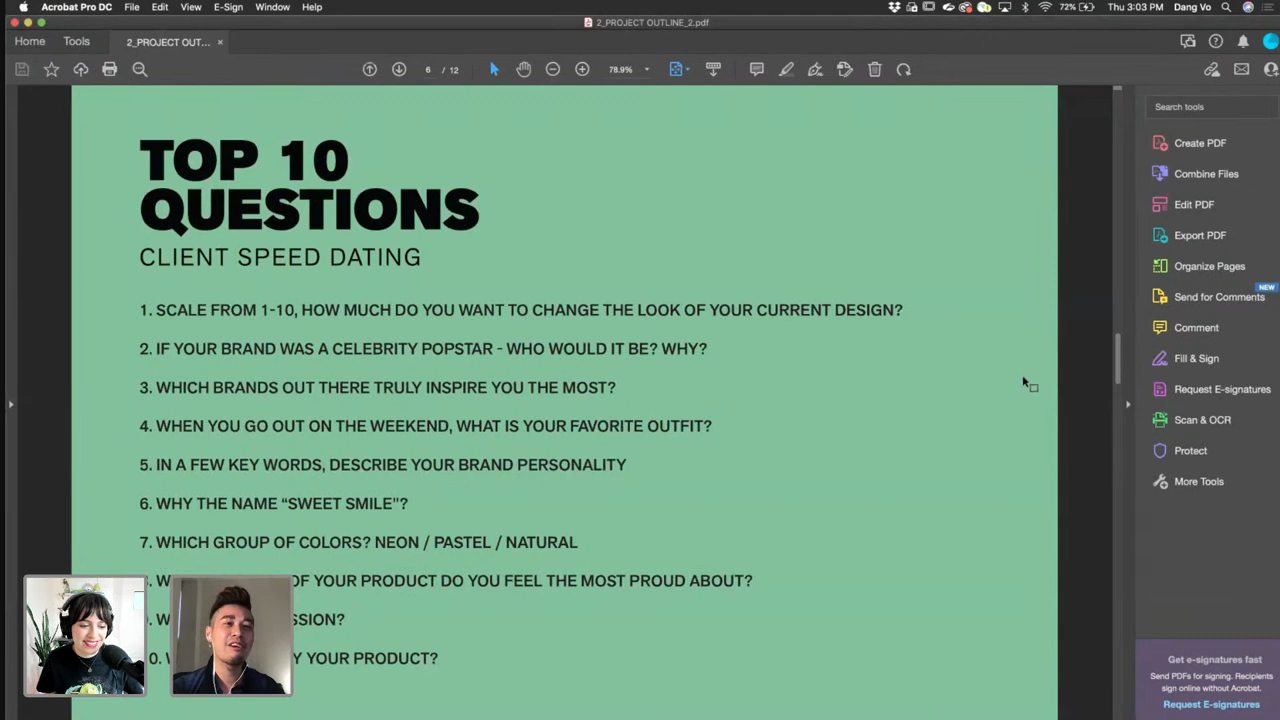 Acrobat Pro DC File Edit View E-Sign Window Help 72% Thu 3:03 PM Dang Vo
2_PROJECT OUTLINE_2.pdf
Home Tools 2_PROJECT OUT... ×
6 / 12 78.9%
Search tools
TOP 10
QUESTIONS
CLIENT SPEED DATING
1. SCALE FROM 1-10, HOW MUCH DO YOU WANT TO CHANGE THE LOOK OF YOUR CURRENT DESIGN?
2. IF YOUR BRAND WAS A CELEBRITY POPSTAR - WHO WOULD IT BE? WHY?
3. WHICH BRANDS OUT THERE TRULY INSPIRE YOU THE MOST?
4. WHEN YOU GO OUT ON THE WEEKEND, WHAT IS YOUR FAVORITE OUTFIT?
5. IN A FEW KEY WORDS, DESCRIBE YOUR BRAND PERSONALITY
6. WHY THE NAME “SWEET SMILE”?
7. WHICH GROUP OF COLORS? NEON / PASTEL / NATURAL
OF YOUR PRODUCT DO YOU FEEL THE MOST PROUD ABOUT?
YOUR PRODUCT?
Create PDF
Combine Files
Edit PDF
Export PDF
Organize Pages
NEW
Send for Comments
Comment
Fill & Sign
Request E-signatures
Scan & OCR
Protect
More Tools
Get e-signatures fast
Send PDFs for signing. Recipients
sign online without Acrobat.
Request E-signatures